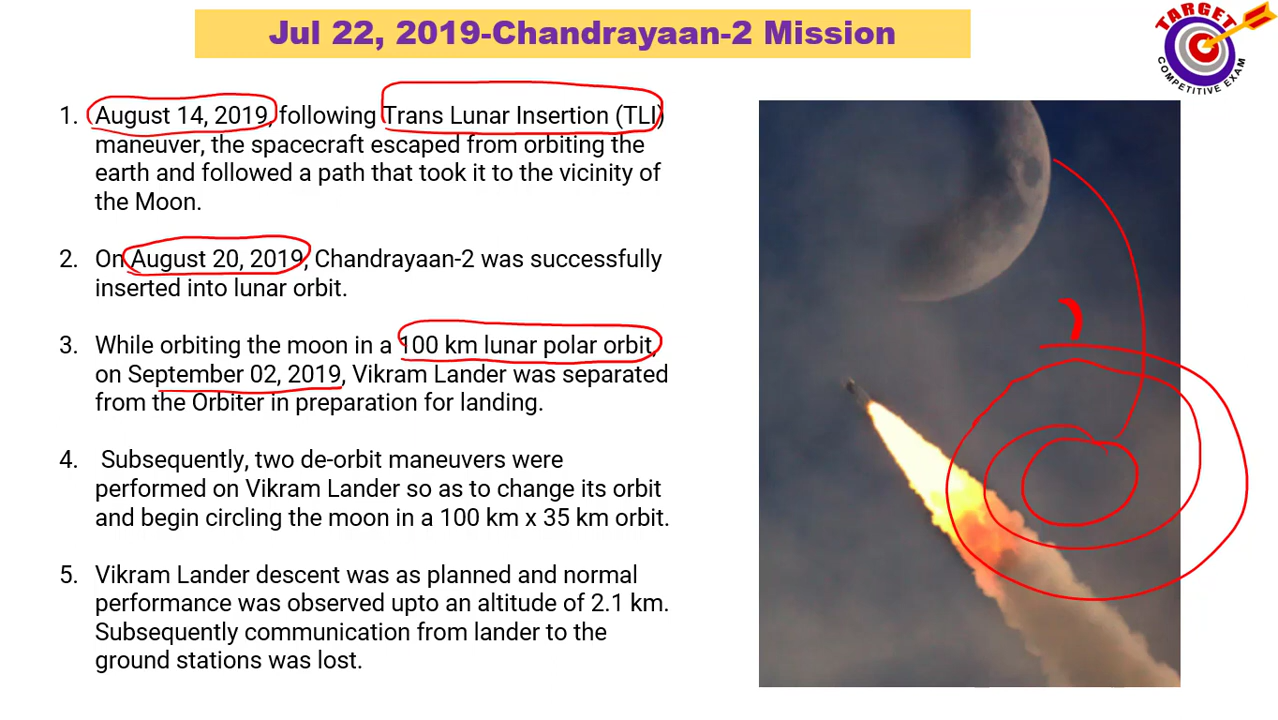 Jul 22, 2019-Chandrayaan-2 Mission
TARGET
COMPETITIVE EXAM
1. August 14, 2019, following Trans Lunar Insertion (TLI)
maneuver, the spacecraft escaped from orbiting the
earth and followed a path that took it to the vicinity of
the Moon.
2. On August 20, 2019, Chandrayaan-2 was successfully
inserted into lunar orbit.
3. While orbiting the moon in a 100 km lunar polar orbit,
on September 02, 2019, Vikram Lander was separated
from the Orbiter in preparation for landing.
4. Subsequently, two de-orbit maneuvers were
performed on Vikram Lander so as to change its orbit
and begin circling the moon in a 100 km x 35 km orbit.
5. Vikram Lander descent was as planned and normal
performance was observed upto an altitude of 2.1 km.
Subsequently communication from lander to the
ground stations was lost.